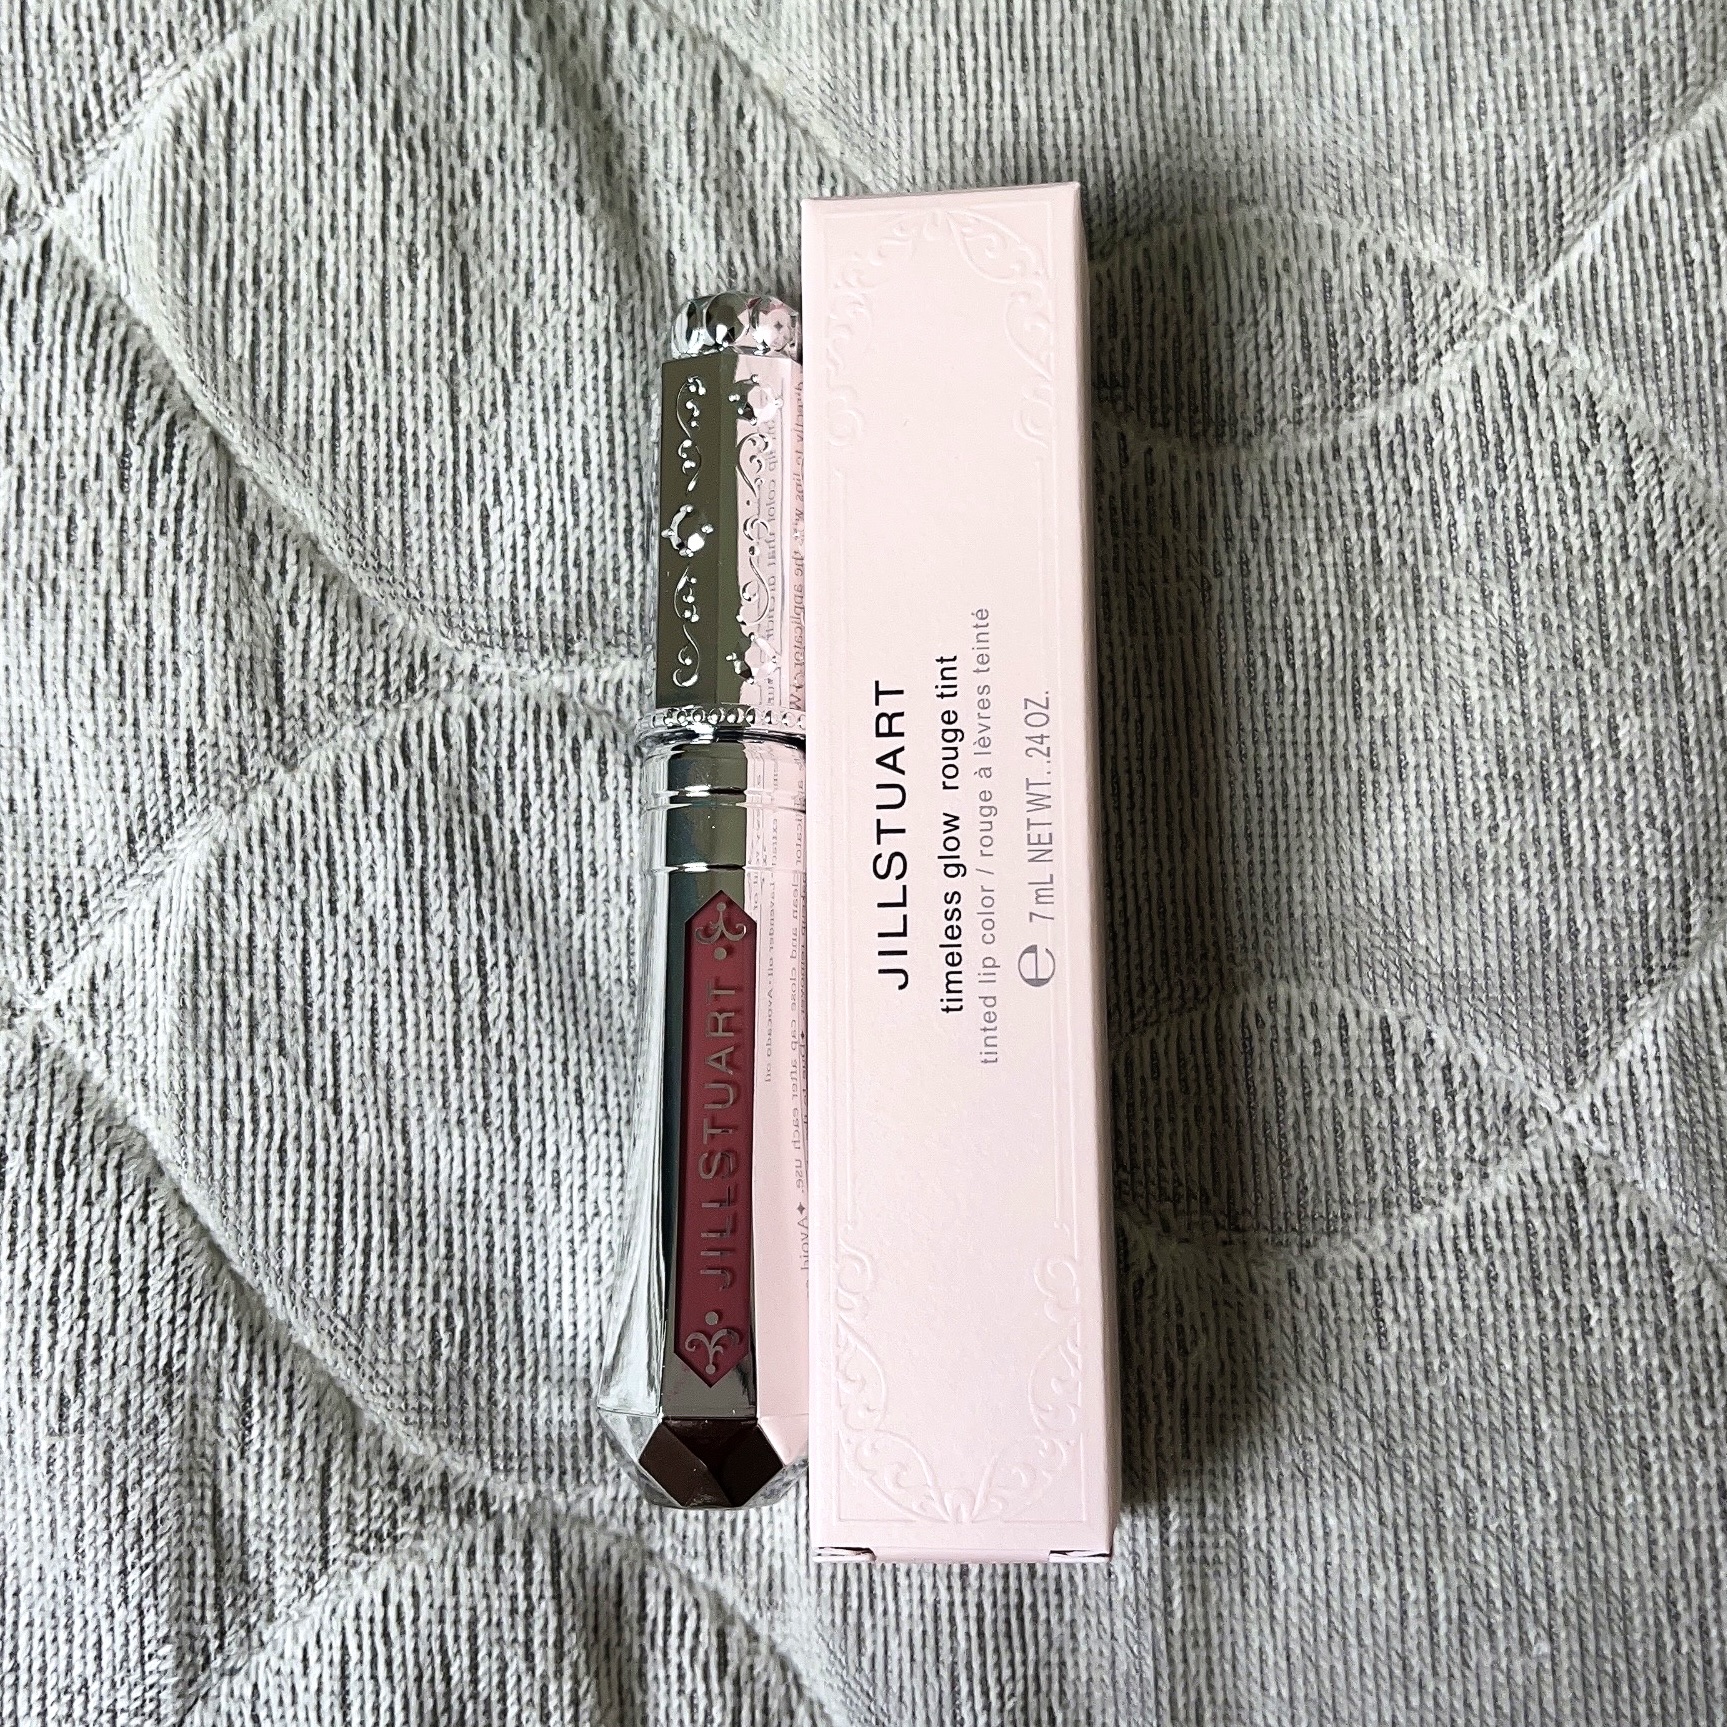 JILLSTUART
JILLSTUART
timeless glow rouge tint
tinted lip color / rouge à lèvres teinté
e 7 mL NET WT. .24 OZ.